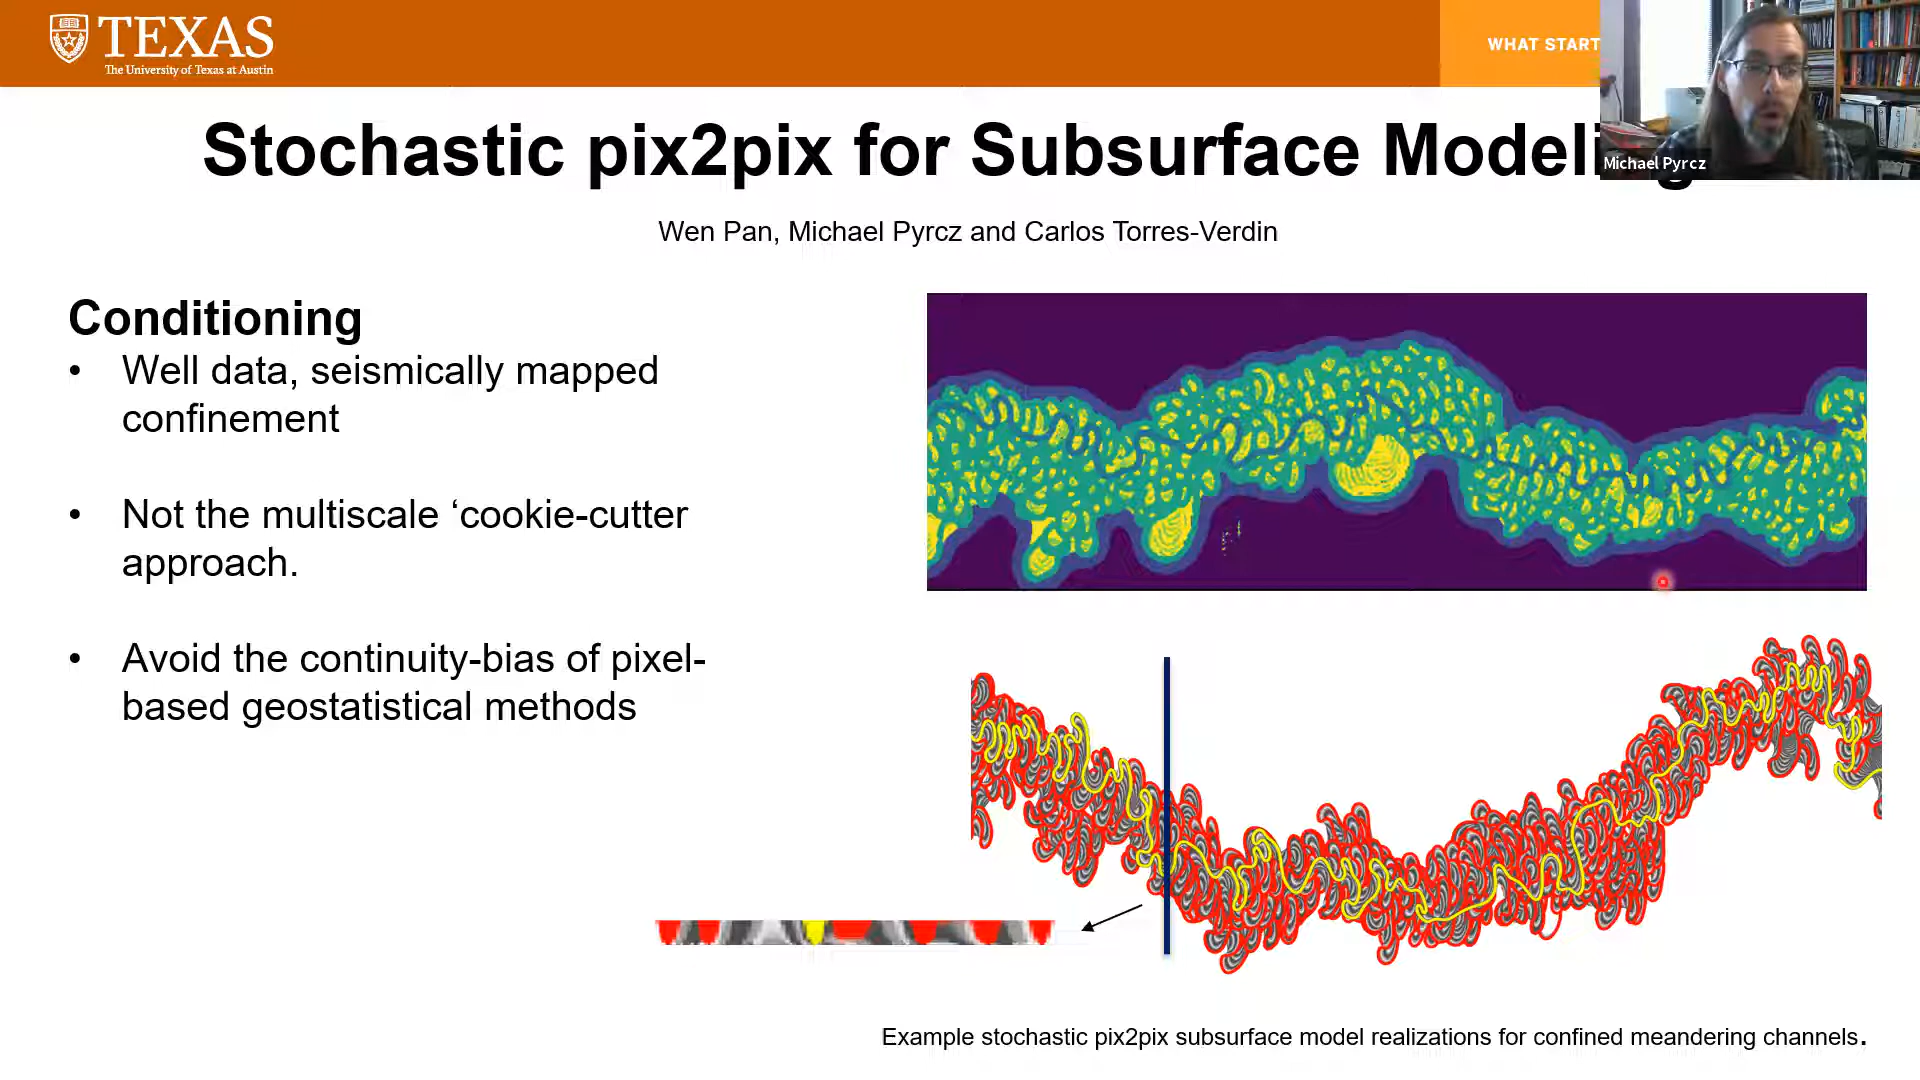 TEXAS
The University of Texas at Austin
WHAT START
Michael Pyrcz
Stochastic pix2pix for Subsurface
Wen Pan, Michael Pyrcz and Carlos Torres-Verdin
Conditioning
• Well data, seismically mapped
confinement
• Not the multiscale ‘cookie-cutter
approach.
• Avoid the continuity-bias of pixel-
based geostatistical methods
Example stochastic pix2pix subsurface model realizations for confined meandering channels.